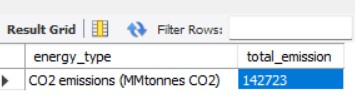 Result Grid Filter Rows:
energy_type total_emission
CO2 emissions (MMtonnes CO2) 142723